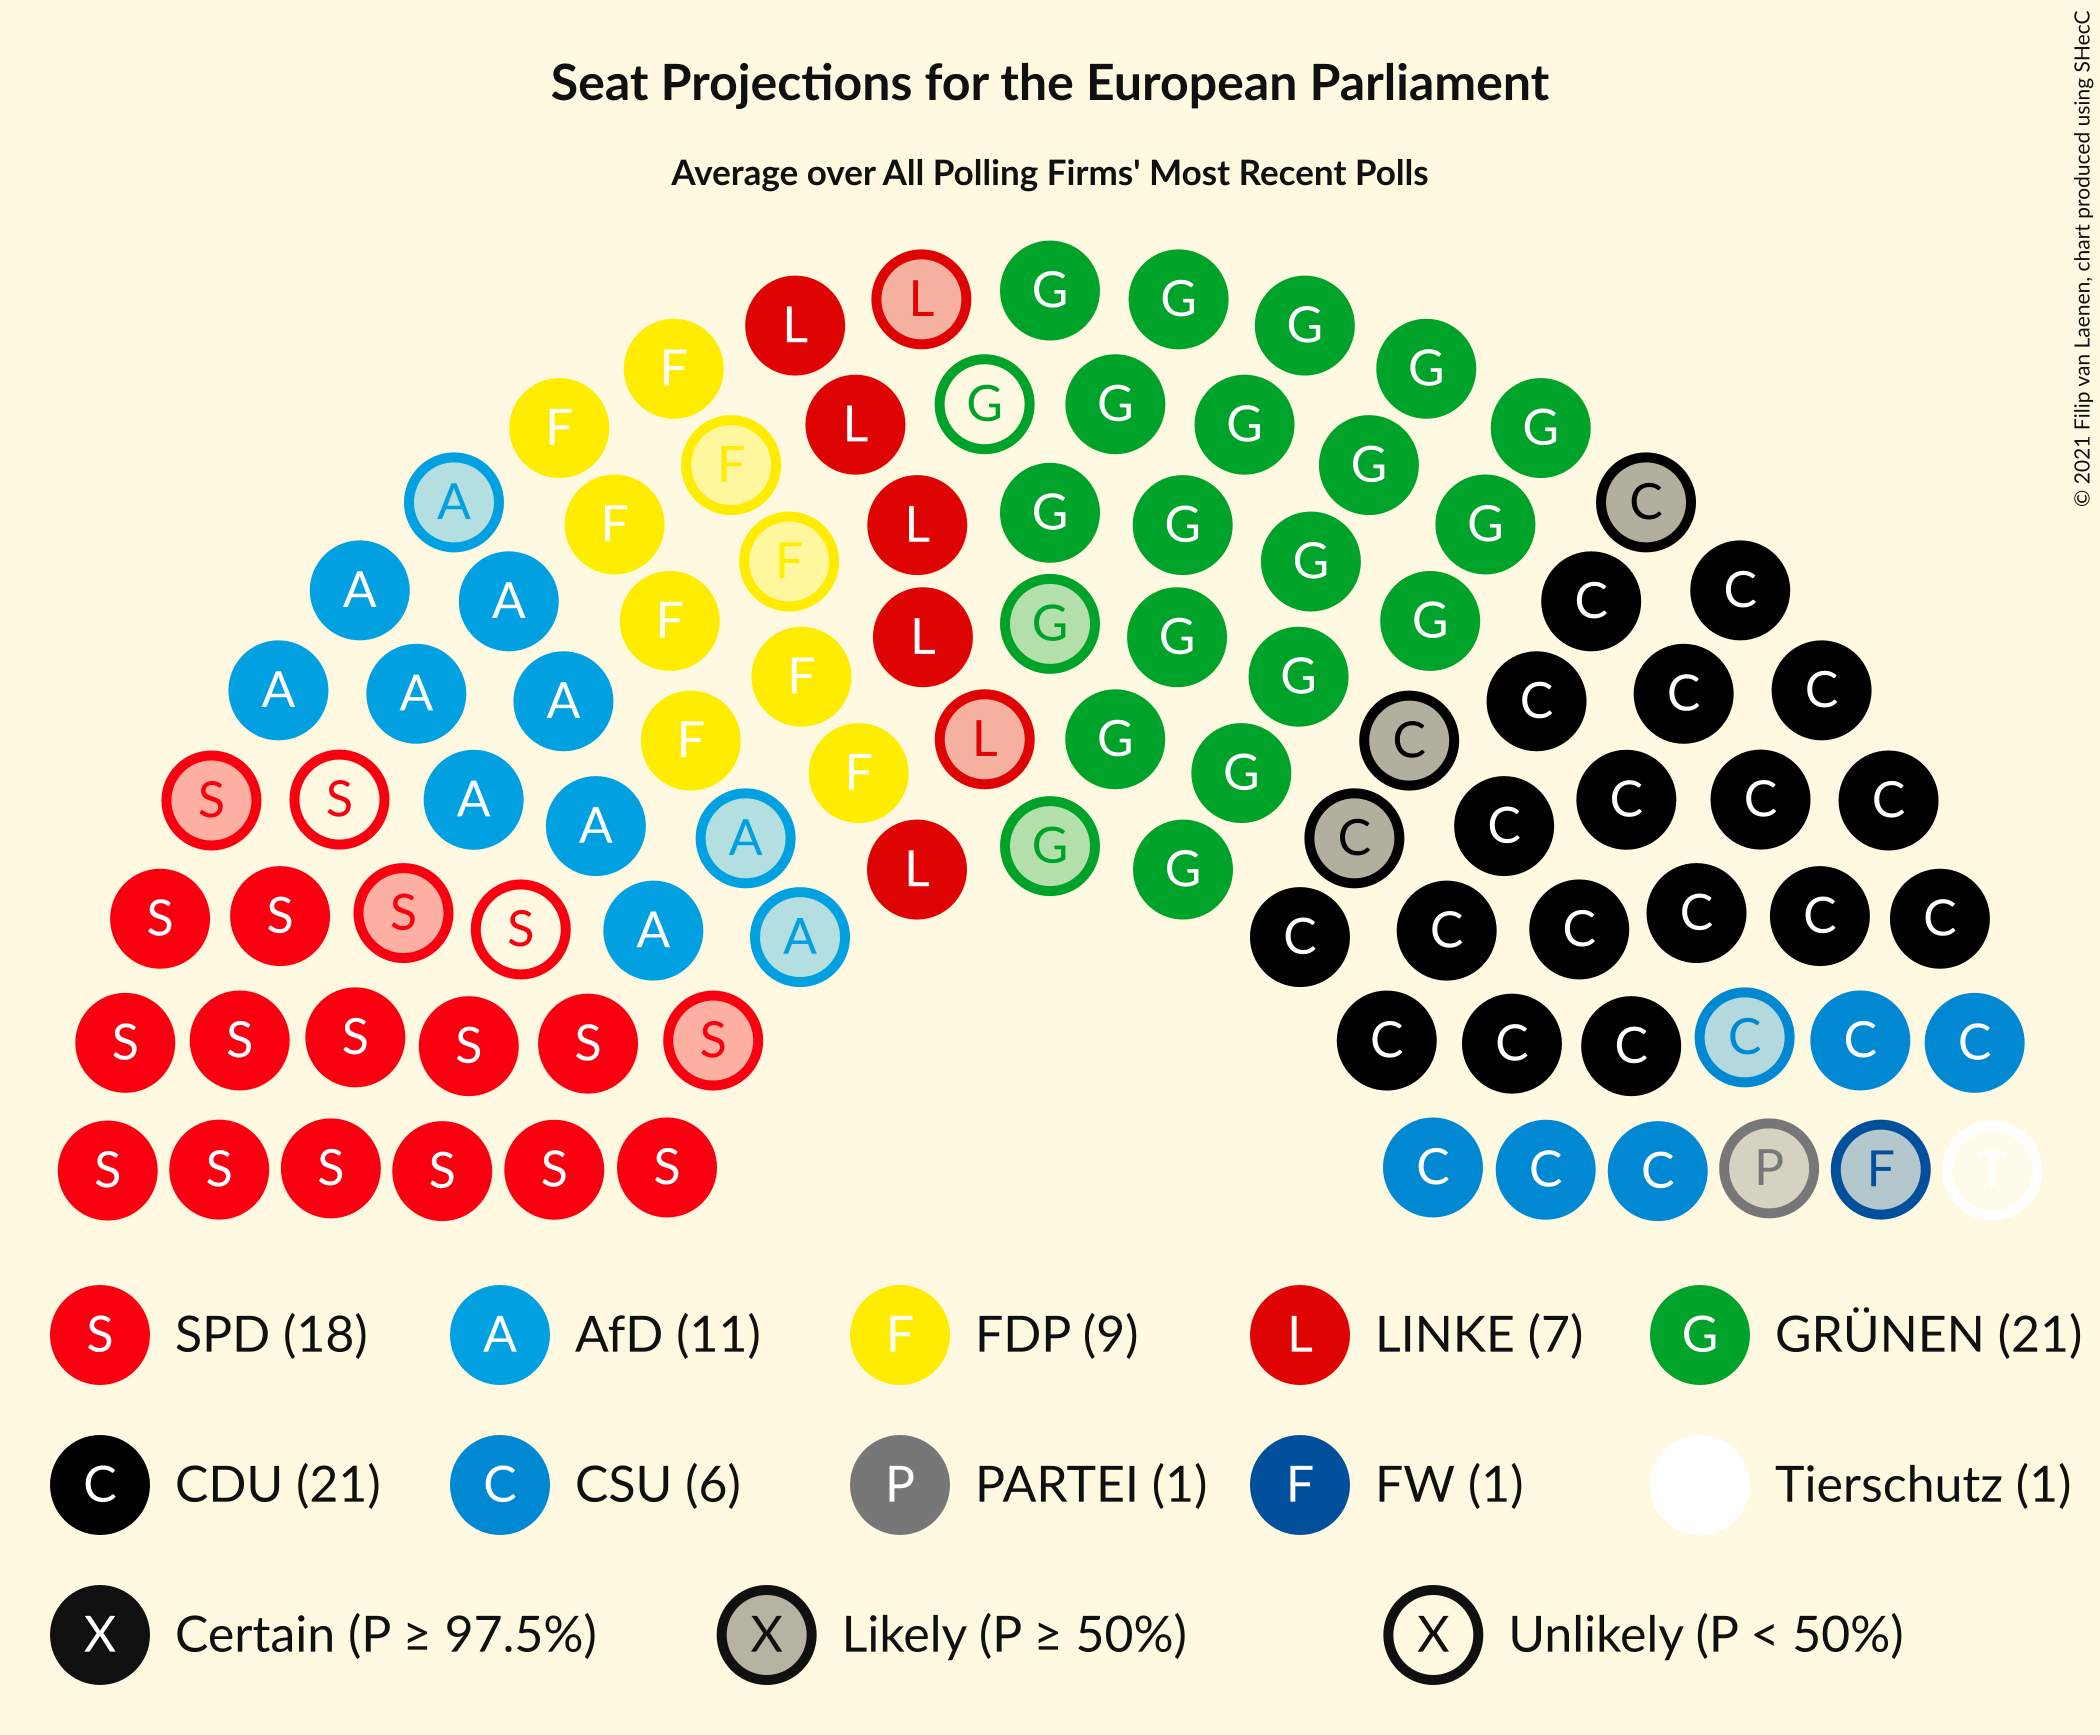 Seat Projections for the European Parliament
Average over All Polling Firms' Most Recent Polls
© 2021 Filip van Laenen, chart produced using SHecC
L G G G
L F G
F L G G G G
F F G
A F L G G G C
A A F F G C C
F L G G G
A A A F L G C C C
S S A F L G G C C C C
A A F C C
S S S S A A L G G C C C C C C C
S S S S S S C C C C C C
S S S S S S C C C P F T
S SPD (18) A AfD (11) F FDP (9) L LINKE (7) G GRÜNEN (21)
C CDU (21) C CSU (6) P PARTEI (1) F FW (1) Tierschutz (1)
X Certain (P ≥ 97.5%) X Likely (P ≥ 50%) X Unlikely (P < 50%)